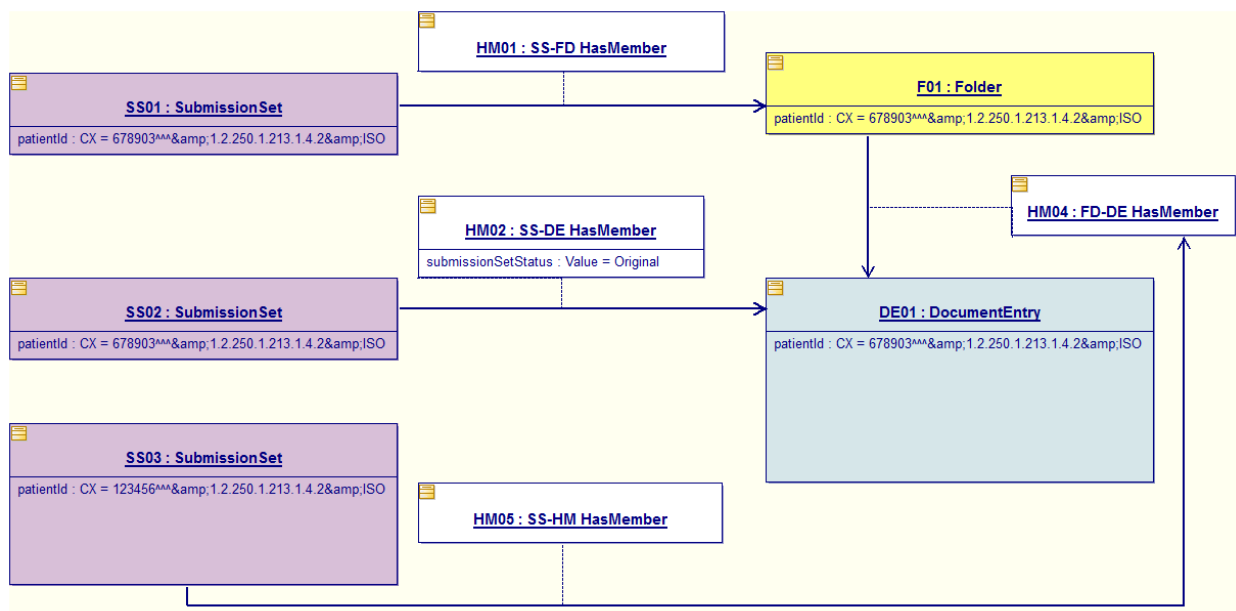 HM01 : SS-FD HasMember
SS01 : SubmissionSet
patientId : CX = 678903^^^&amp;1.2.250.1.213.1.4.2&amp;ISO
F01 : Folder
patientId : CX = 678903^^^&amp;1.2.250.1.213.1.4.2&amp;ISO
HM04 : FD-DE HasMember
HM02 : SS-DE HasMember
submissionSetStatus : Value = Original
SS02 : SubmissionSet
patientId : CX = 678903^^^&amp;1.2.250.1.213.1.4.2&amp;ISO
DE01 : DocumentEntry
patientId : CX = 678903^^^&amp;1.2.250.1.213.1.4.2&amp;ISO
SS03 : SubmissionSet
patientId : CX = 123456^^^&amp;1.2.250.1.213.1.4.2&amp;ISO
HM05 : SS-HM HasMember